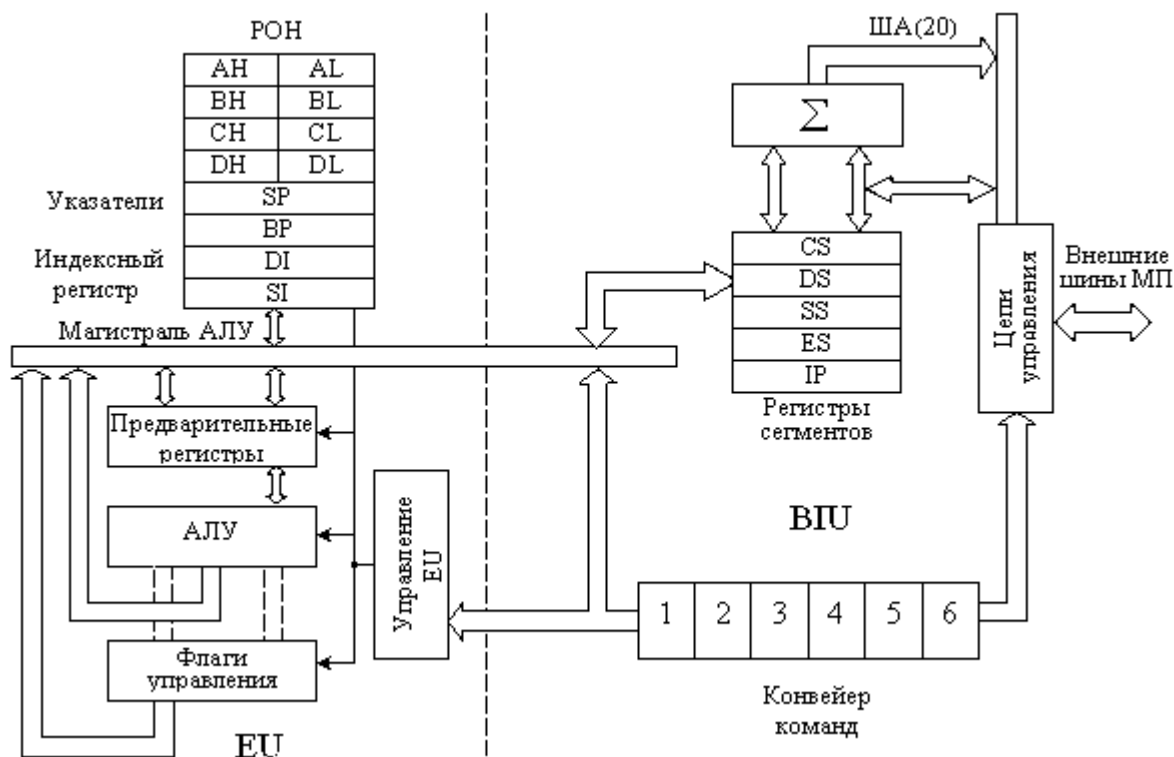 РОН
AH AL
BH BL
CH CL
DH DL
Указатели
SP
BP
Индексный
регистр
DI
SI
Магистраль АЛУ
Предварительные
регистры
АЛУ
Флаги
управления
Управление
EU
EU
ША(20)
Σ
CS
DS
SS
ES
IP
Регистры
сегментов
Цепи
управления
Внешние
шины МП
BIU
1 2 3 4 5 6
Конвейер
команд